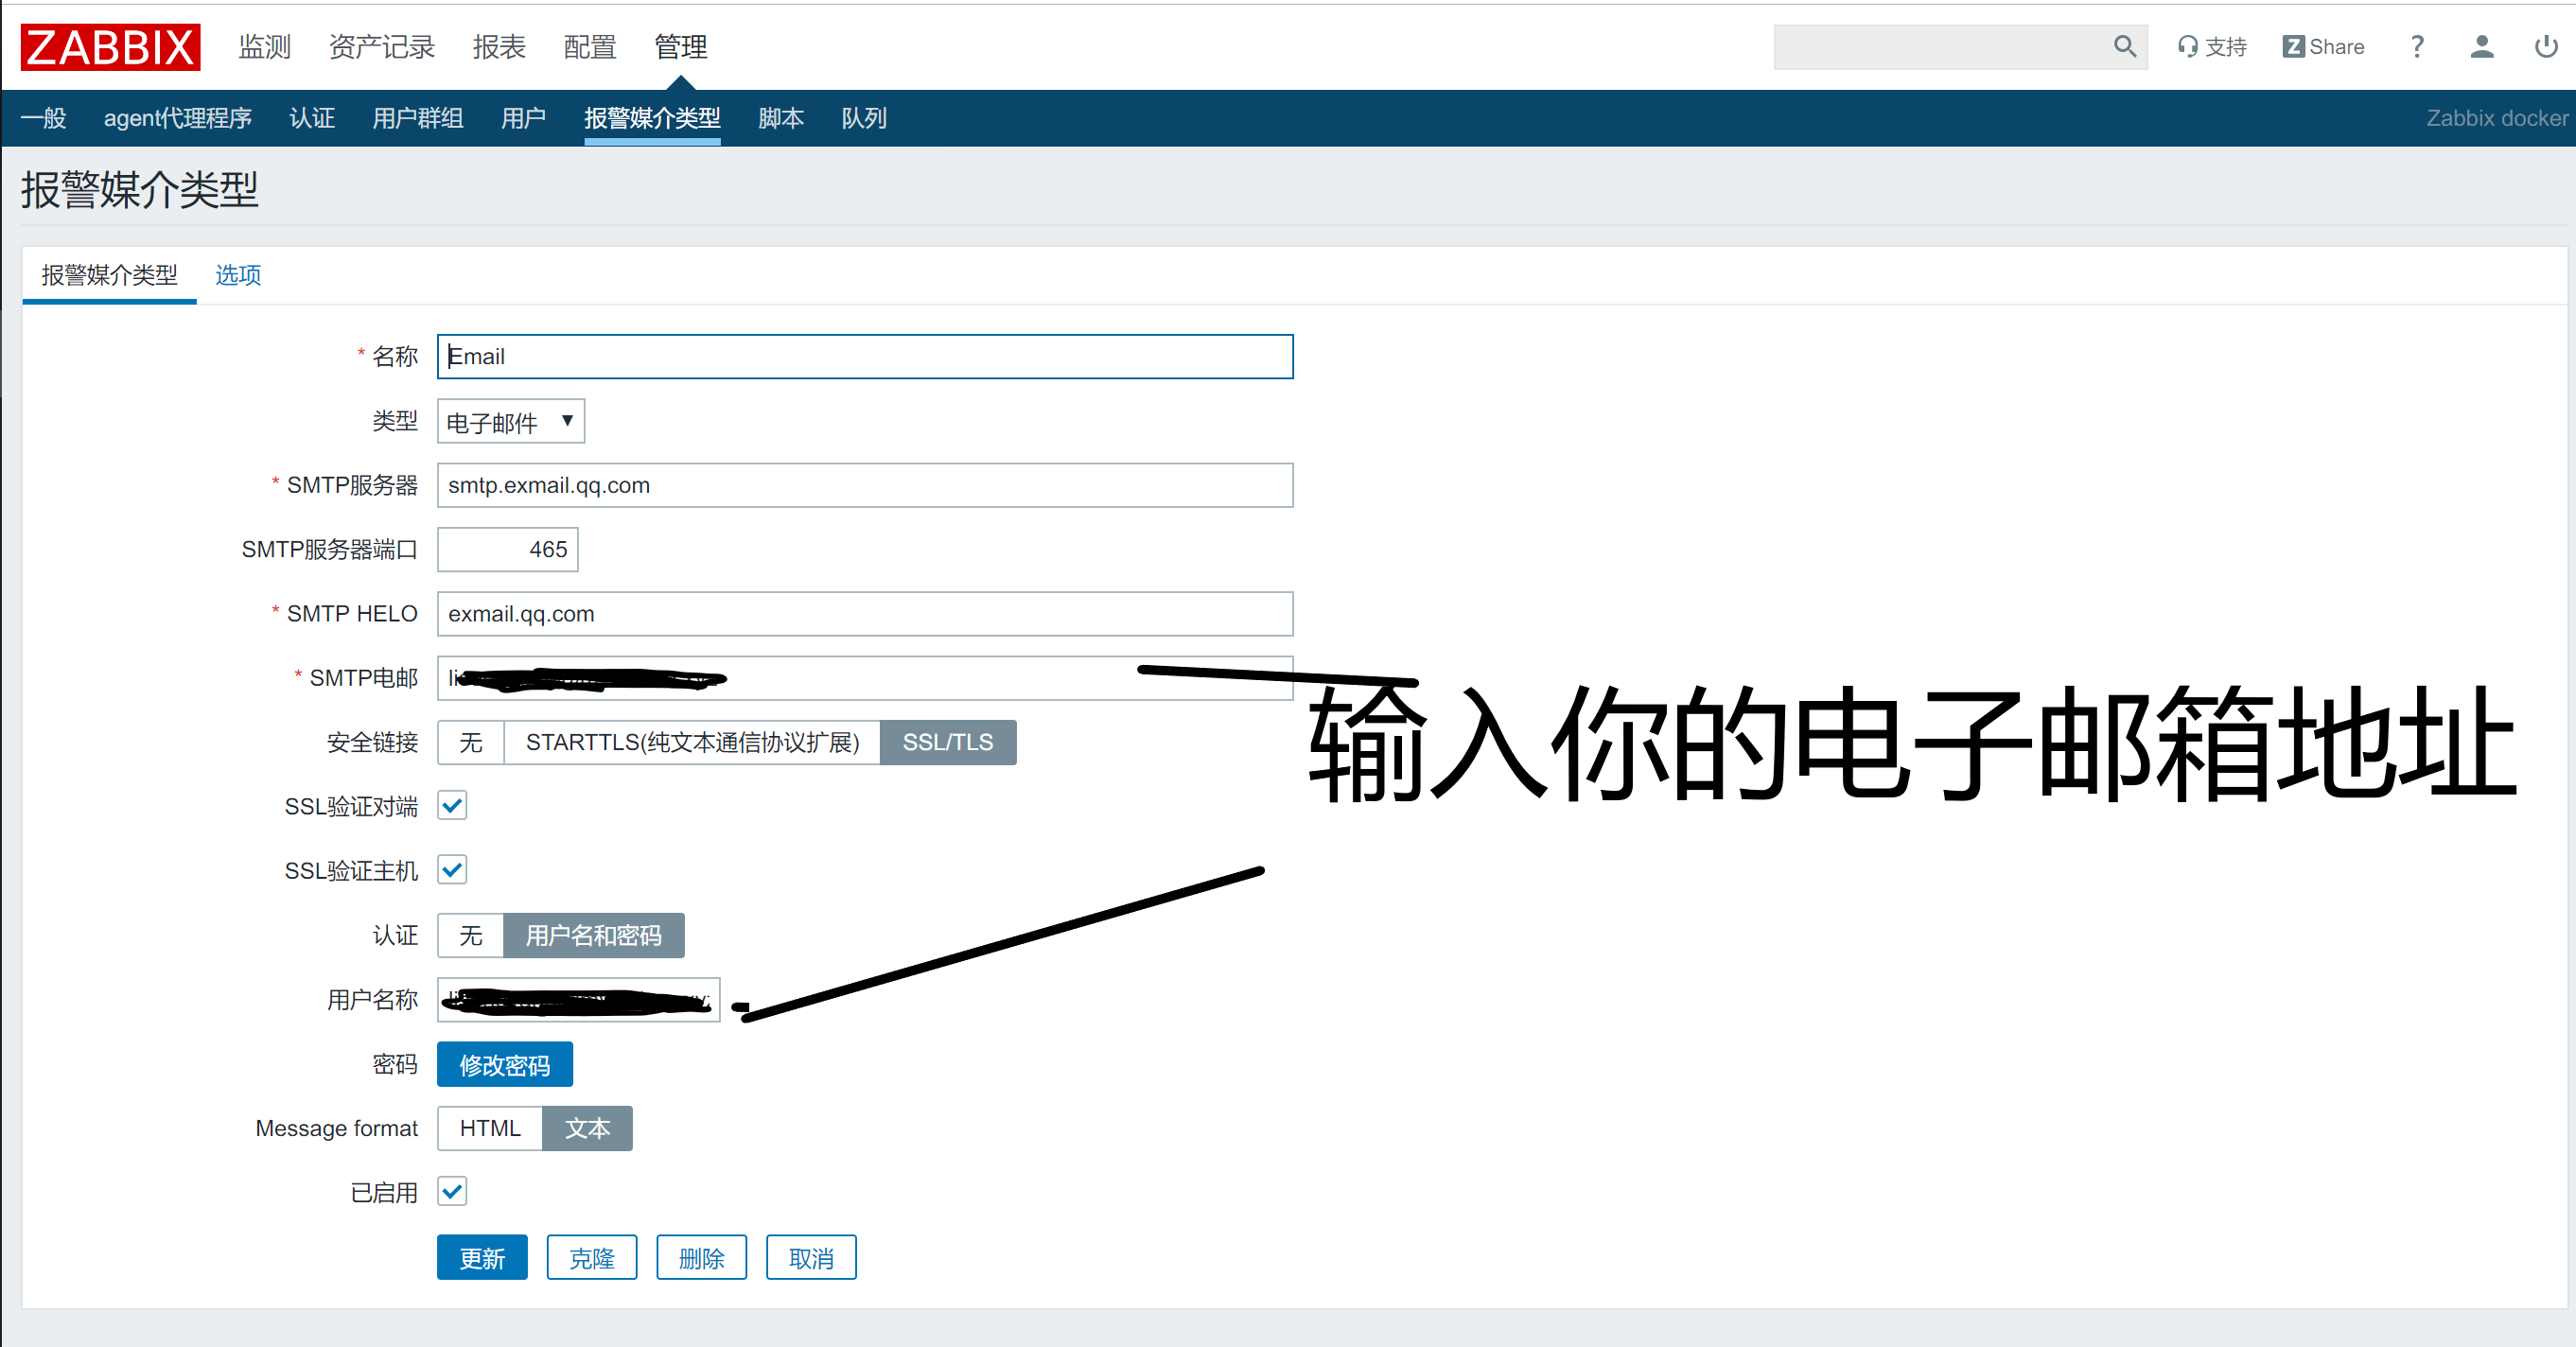 ZABBIX 监测 资产记录 报表 配置 管理 支持 Z Share ?
一般 agent代理程序 认证 用户群组 用户 报警媒介类型 脚本 队列 Zabbix docker
报警媒介类型
报警媒介类型 选项
* 名称 Email
类型 电子邮件
* SMTP服务器 smtp.exmail.qq.com
SMTP服务器端口 465
* SMTP HELO exmail.qq.com
* SMTP电邮
输入你的电子邮箱地址
安全链接 无 STARTTLS(纯文本通信协议扩展) SSL/TLS
SSL验证对端
SSL验证主机
认证 无 用户名和密码
用户名称
密码 修改密码
Message format HTML 文本
已启用
更新 克隆 删除 取消